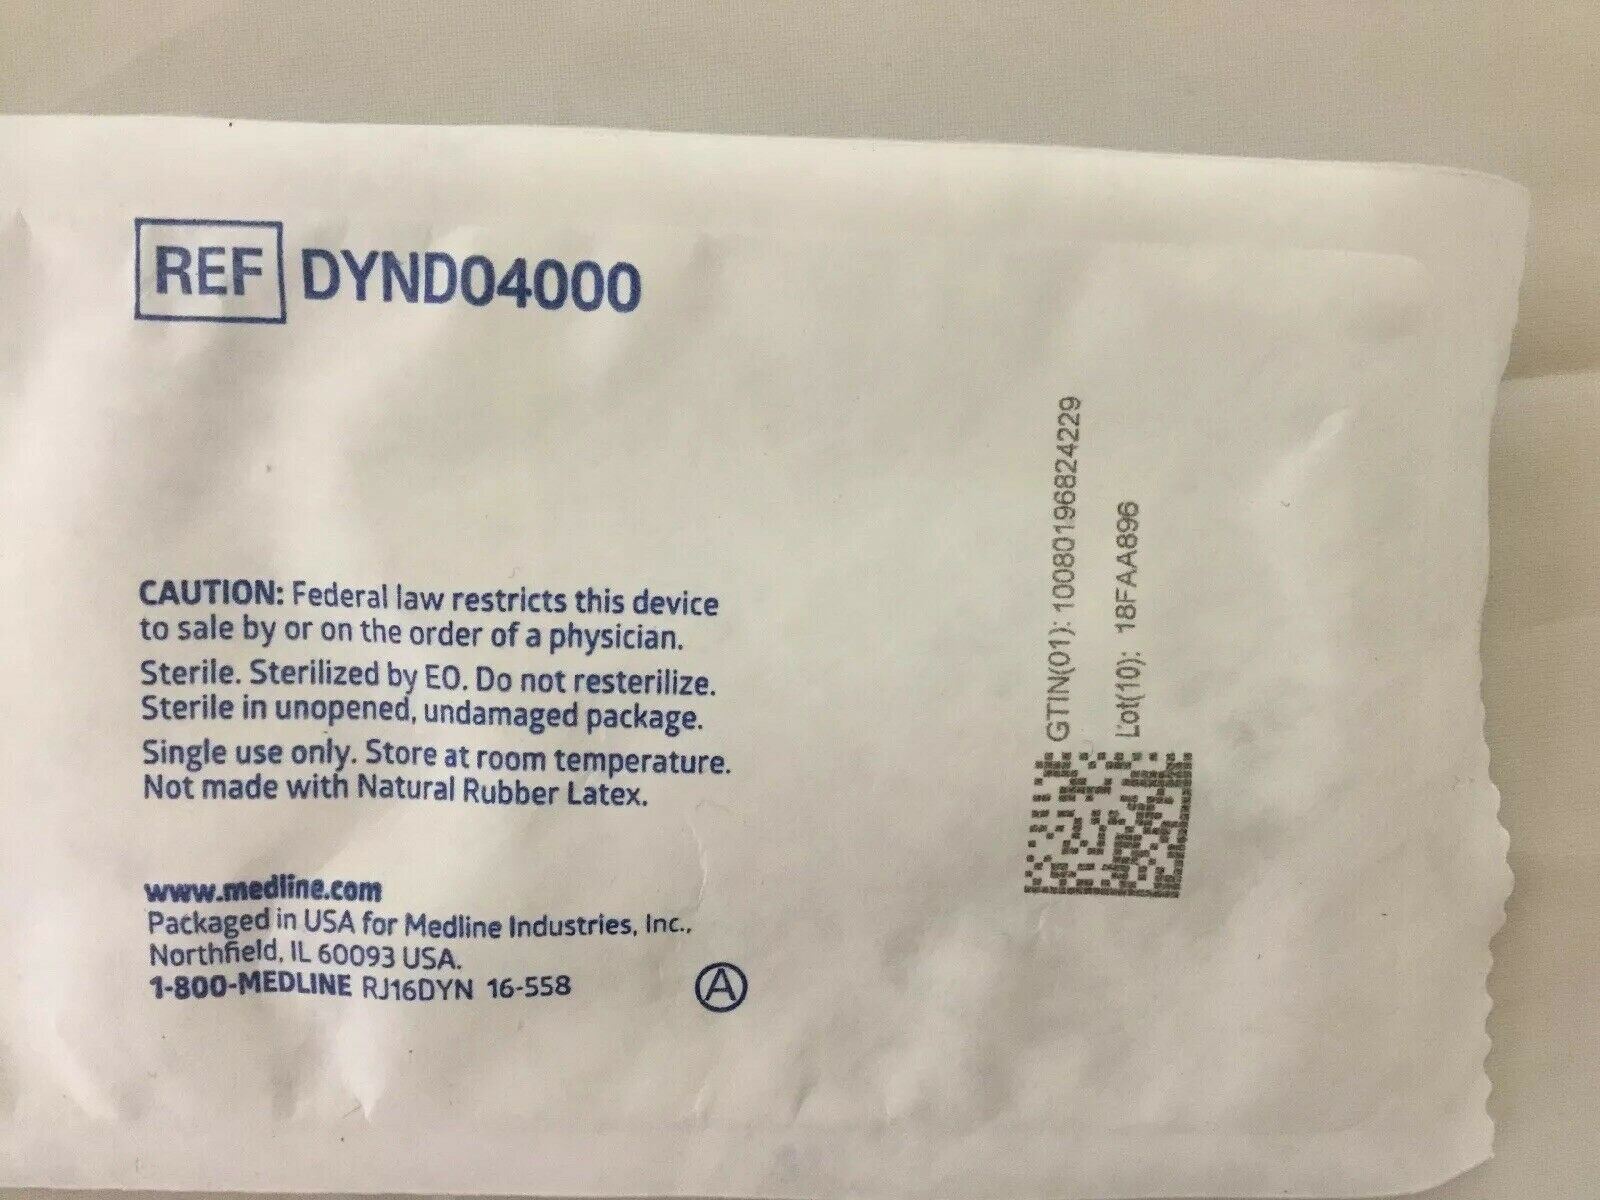 REF DYND04000
CAUTION: Federal law restricts this device
to sale by or on the order of a physician.
Sterile. Sterilized by EO. Do not resterilize.
Sterile in unopened, undamaged package.
Single use only. Store at room temperature.
Not made with Natural Rubber Latex.
www.medline.com
Packaged in USA for Medline Industries, Inc.,
Northfield, IL 60093 USA.
1-800-MEDLINE RJ16DYN 16-558
A
GTIN(01): 10080196824229
Lot(10): 18FAA896